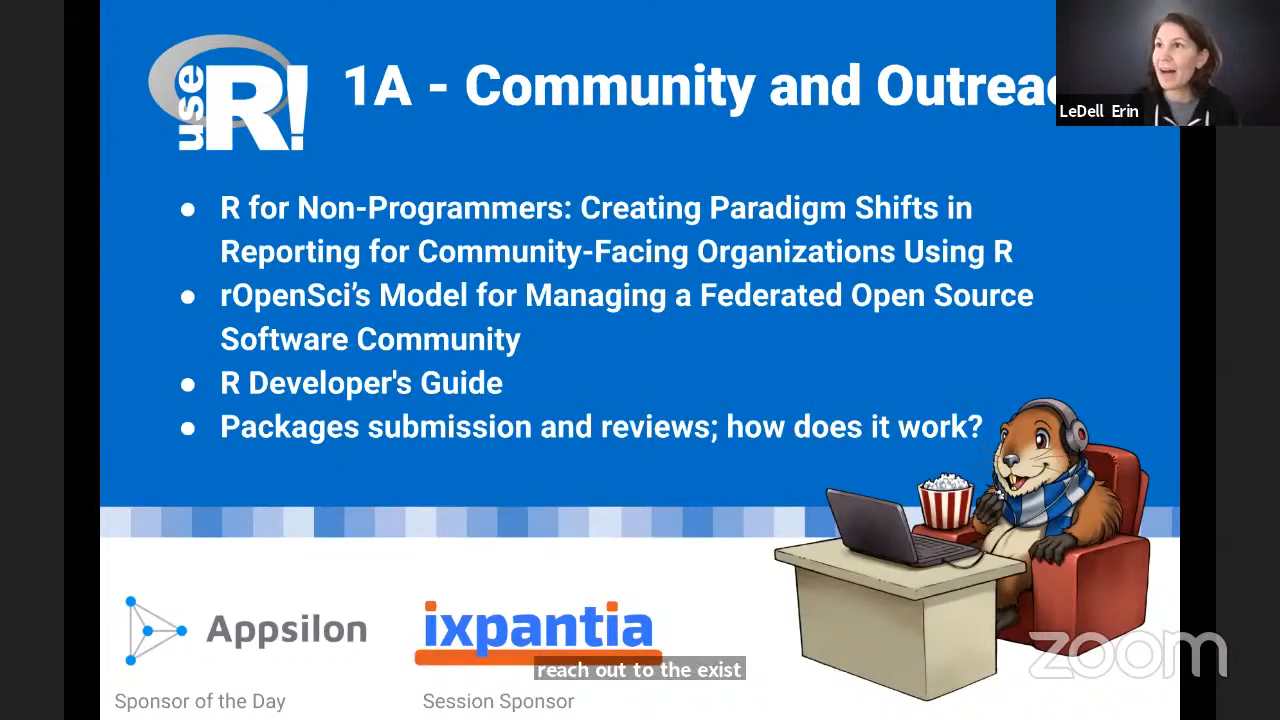 use R!
1A - Community and Outreac
LeDell Erin
● R for Non-Programmers: Creating Paradigm Shifts in
Reporting for Community-Facing Organizations Using R
● rOpenSci’s Model for Managing a Federated Open Source
Software Community
● R Developer's Guide
● Packages submission and reviews; how does it work?
Appsilon
ixpantia
reach out to the exist
zoom
Sponsor of the Day
Session Sponsor